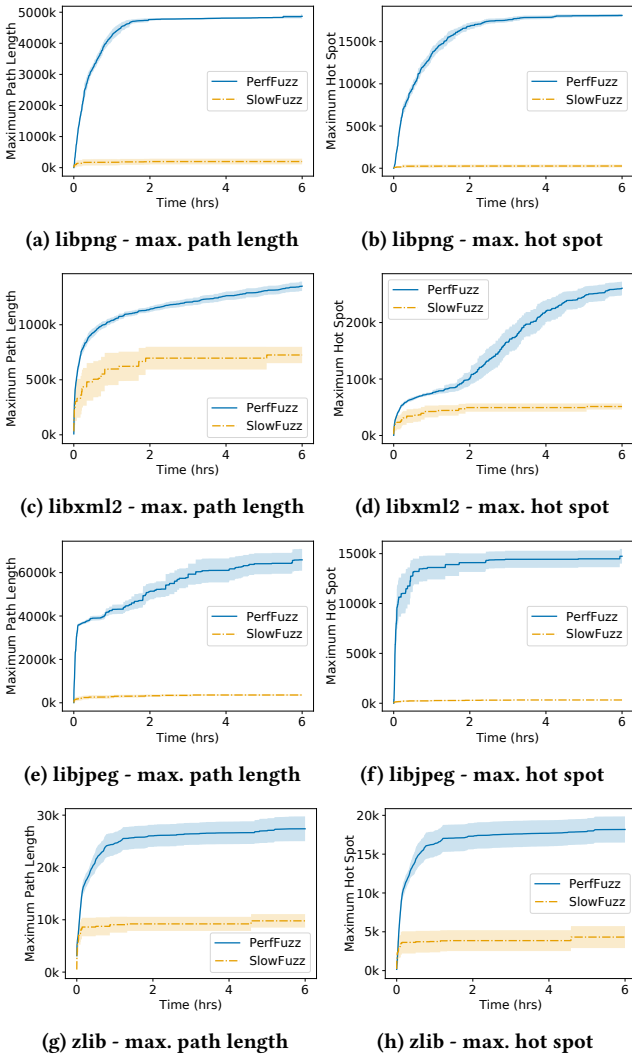 Maximum Path Length
5000k
4000k
3000k
2000k
1000k
0k
PerfFuzz
SlowFuzz
0 2 4 6
Time (hrs)
(a) libpng - max. path length
Maximum Hot Spot
1500k
1000k
500k
0k
PerfFuzz
SlowFuzz
0 2 4 6
Time (hrs)
(b) libpng - max. hot spot
Maximum Path Length
1000k
500k
0k
PerfFuzz
SlowFuzz
0 2 4 6
Time (hrs)
(c) libxml2 - max. path length
Maximum Hot Spot
200k
100k
0k
PerfFuzz
SlowFuzz
0 2 4 6
Time (hrs)
(d) libxml2 - max. hot spot
Maximum Path Length
6000k
4000k
2000k
0k
PerfFuzz
SlowFuzz
0 2 4 6
Time (hrs)
(e) libjpeg - max. path length
Maximum Hot Spot
1500k
1000k
500k
0k
PerfFuzz
SlowFuzz
0 2 4 6
Time (hrs)
(f) libjpeg - max. hot spot
Maximum Path Length
30k
20k
10k
0k
PerfFuzz
SlowFuzz
0 2 4 6
Time (hrs)
(g) zlib - max. path length
Maximum Hot Spot
20k
15k
10k
5k
0k
PerfFuzz
SlowFuzz
0 2 4 6
Time (hrs)
(h) zlib - max. hot spot